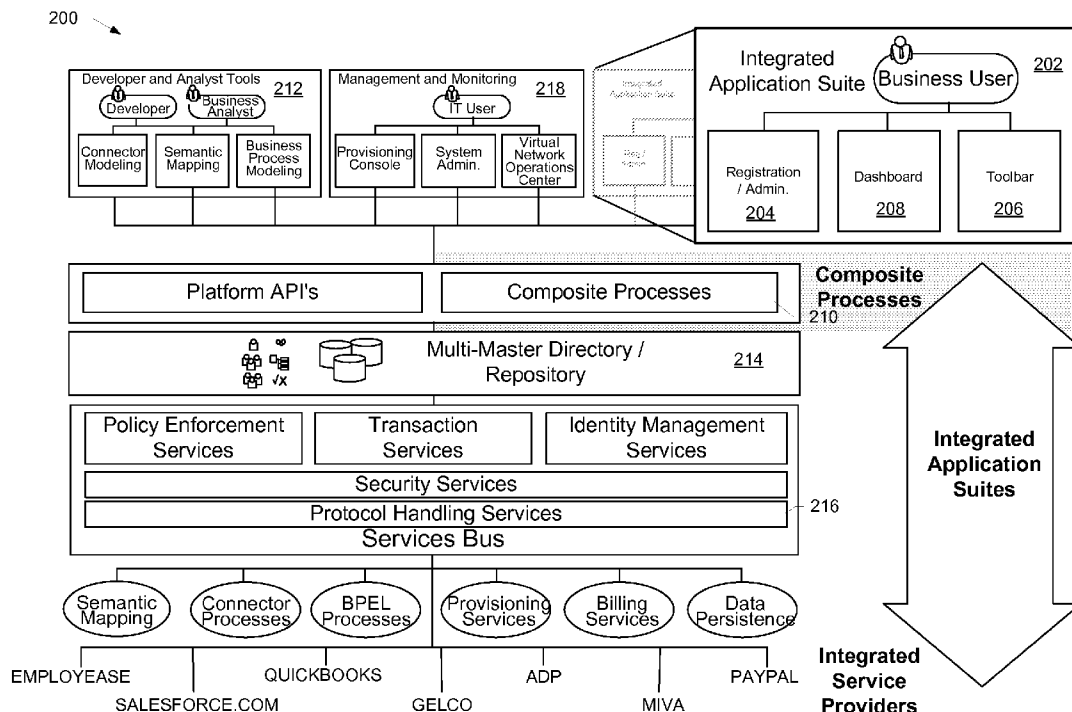 200
Developer and Analyst Tools
212
Developer
Business
Analyst
Connector
Modeling
Semantic
Mapping
Business
Process
Modeling
Management and Monitoring
218
IT User
Provisioning
Console
System
Admin.
Virtual
Network
Operations
Center
Integrated
Application Suite
Reg /
Admin
Integrated
Application Suite
202
Business User
Registration
/ Admin.
204
Dashboard
208
Toolbar
206
Platform API's
Composite Processes
210
Composite
Processes
Multi-Master Directory /
Repository
214
√X
Policy Enforcement
Services
Transaction
Services
Identity Management
Services
Security Services
Protocol Handling Services
216
Services Bus
Integrated
Application
Suites
Semantic
Mapping
Connector
Processes
BPEL
Processes
Provisioning
Services
Billing
Services
Data
Persistence
EMPLOYEASE
SALESFORCE.COM
QUICKBOOKS
GELCO
ADP
MIVA
PAYPAL
Integrated
Service
Providers